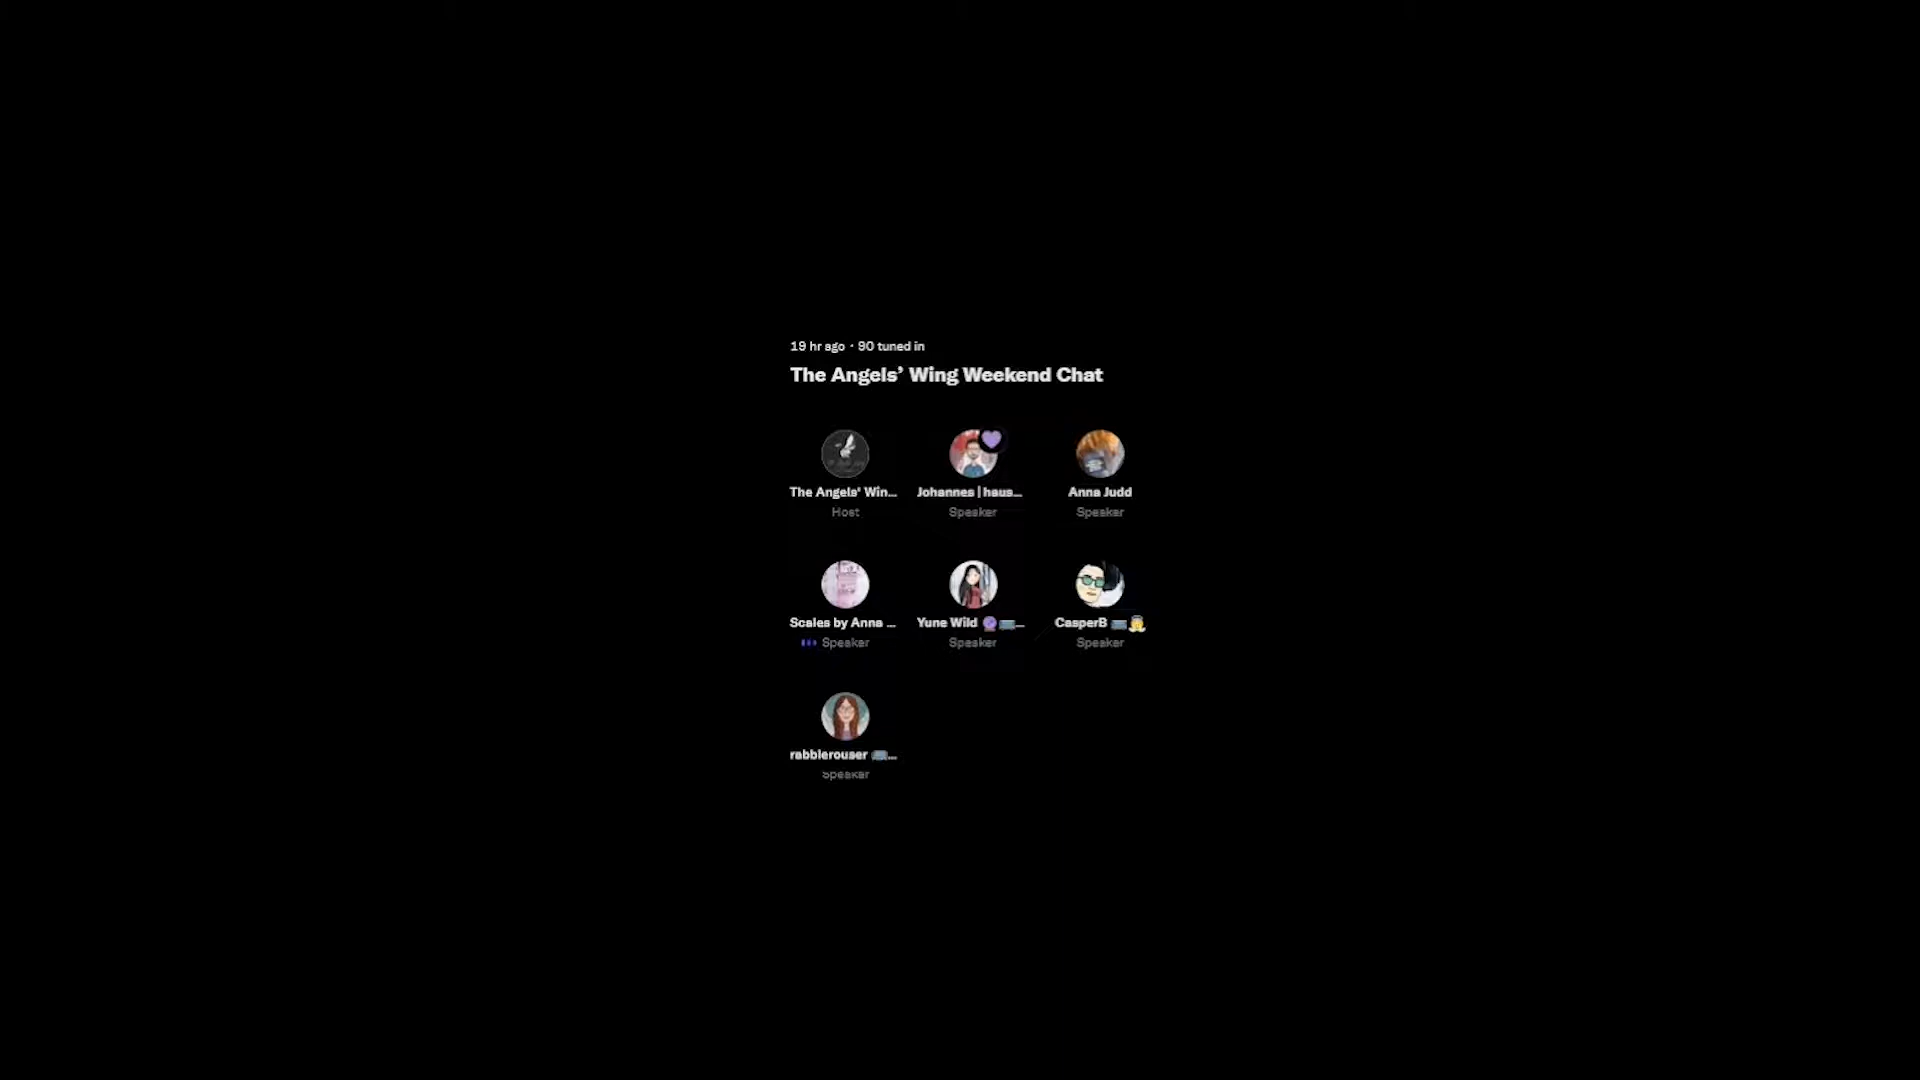 19 hr ago · 90 tuned in
The Angels’ Wing Weekend Chat
The Angels' Win...
Host
Johannes | haus...
Speaker
Anna Judd
Speaker
Scales by Anna ...
Speaker
Yune Wild 🔮📼...
Speaker
CasperB 📼👼
Speaker
rabblerouser 📼...
Speaker